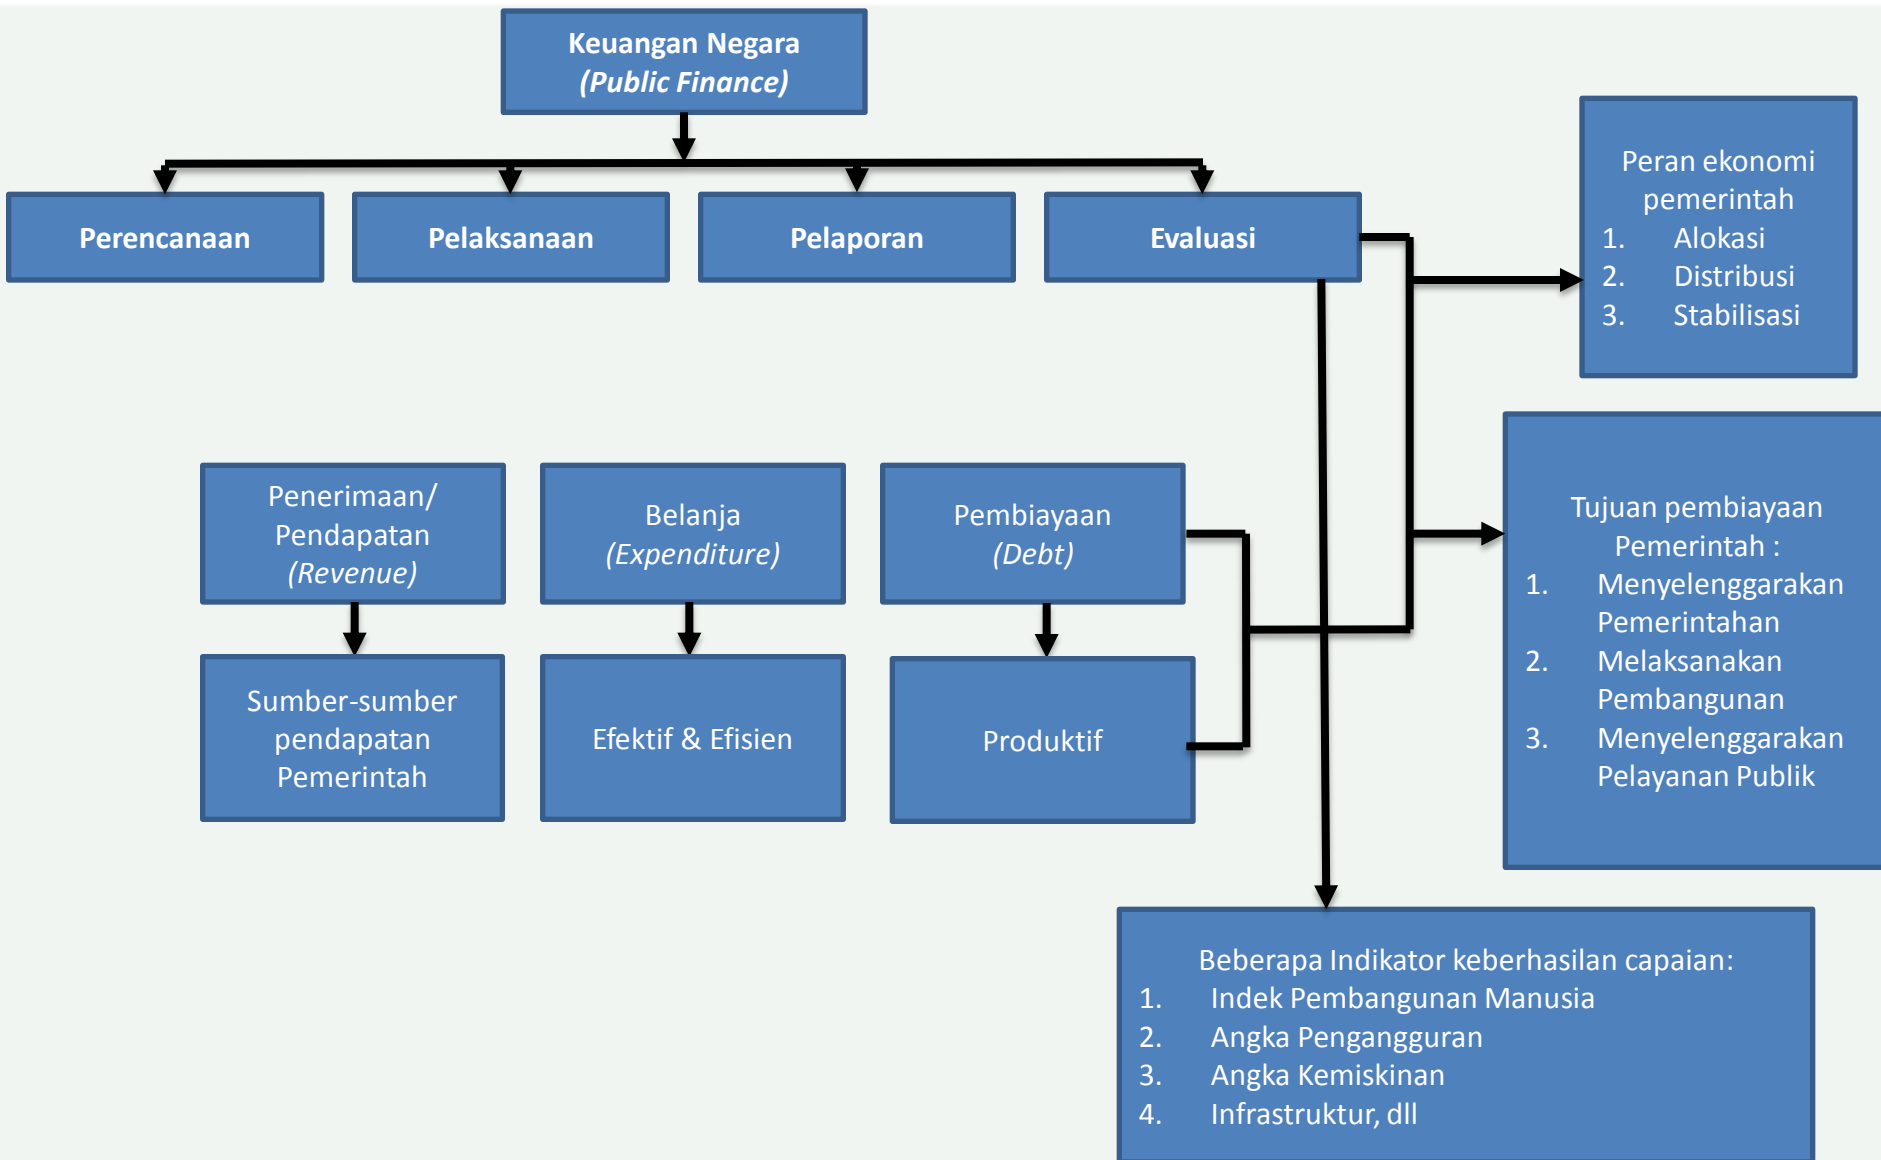 Keuangan Negara
(Public Finance)
Perencanaan
Pelaksanaan
Pelaporan
Evaluasi
Peran ekonomi
pemerintah
1. Alokasi
2. Distribusi
3. Stabilisasi
Penerimaan/
Pendapatan
(Revenue)
Belanja
(Expenditure)
Pembiayaan
(Debt)
Sumber-sumber
pendapatan
Pemerintah
Efektif & Efisien
Produktif
Tujuan pembiayaan
Pemerintah :
1. Menyelenggarakan
Pemerintahan
2. Melaksanakan
Pembangunan
3. Menyelenggarakan
Pelayanan Publik
Beberapa Indikator keberhasilan capaian:
1. Indek Pembangunan Manusia
2. Angka Pengangguran
3. Angka Kemiskinan
4. Infrastruktur, dll